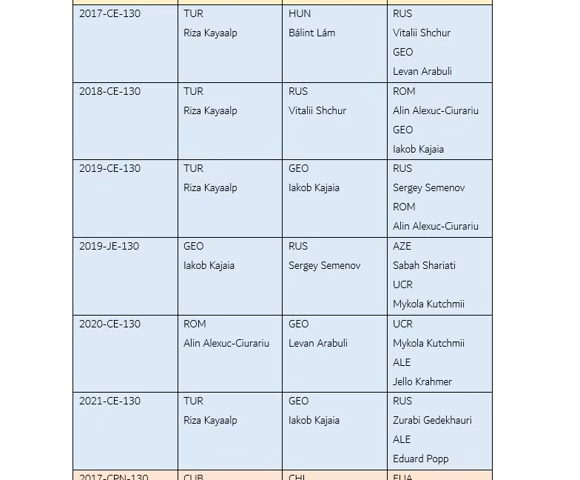 2017-CE-130 TUR HUN RUS
Riza Kayaalp Bálint Lám Vitalii Shchur
GEO
Levan Arabuli
2018-CE-130 TUR RUS ROM
Riza Kayaalp Vitalii Shchur Alin Alexuc-Ciurariu
GEO
Iakob Kajaia
2019-CE-130 TUR GEO RUS
Riza Kayaalp Iakob Kajaia Sergey Semenov
ROM
Alin Alexuc-Ciurariu
2019-JE-130 GEO RUS AZE
Iakob Kajaia Sergey Semenov Sabah Shariati
UCR
Mykola Kutchmii
2020-CE-130 ROM GEO UCR
Alin Alexuc-Ciurariu Levan Arabuli Mykola Kutchmii
ALE
Jello Krahmer
2021-CE-130 TUR GEO RUS
Riza Kayaalp Iakob Kajaia Zurabi Gedekhauri
ALE
Eduard Popp
2017-CPN-130 CUB CHI EUA